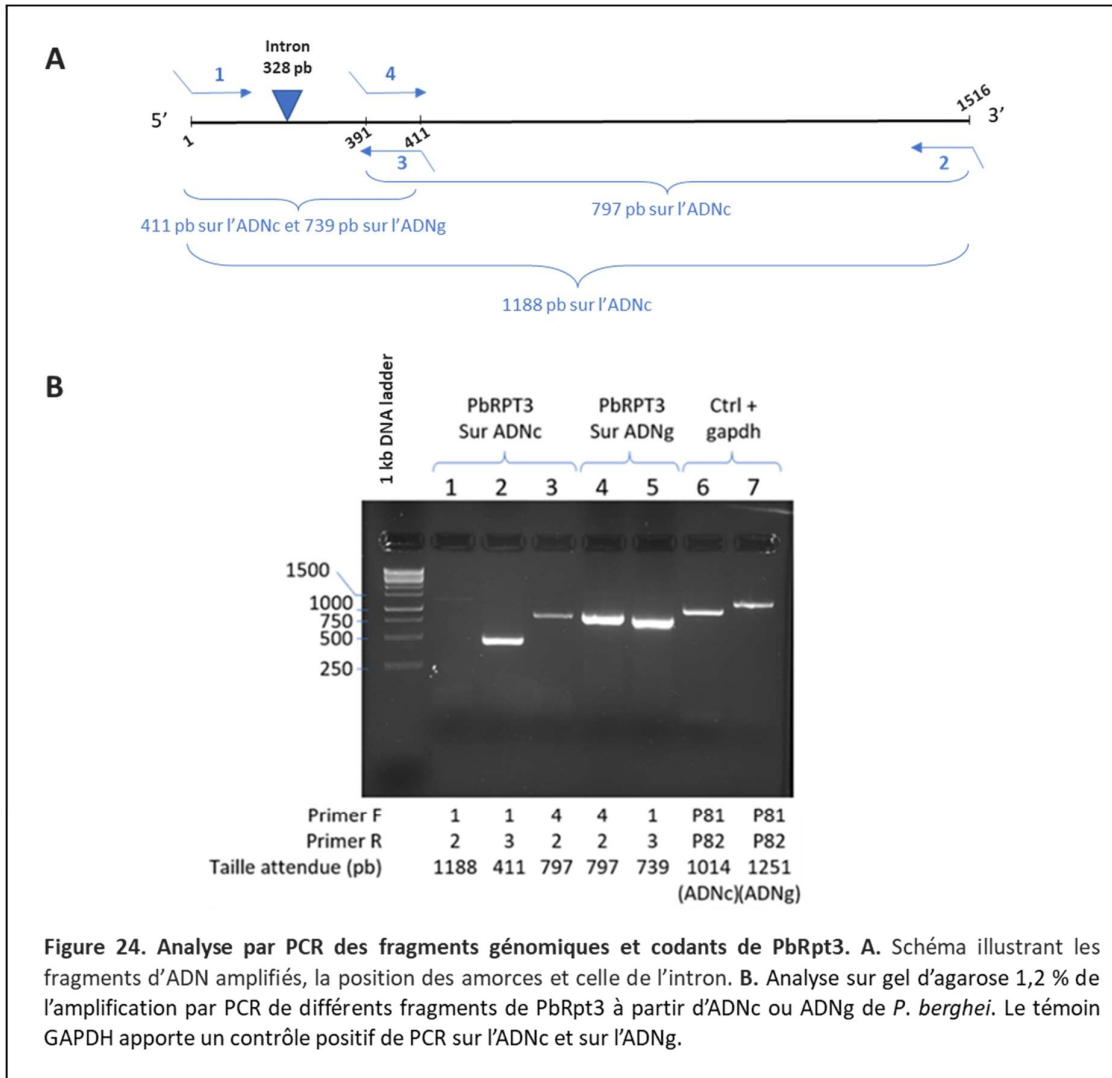 A
Intron
328 pb
1
4
5'
1
391
411
1516
3'
3
2
411 pb sur l'ADNc et 739 pb sur l'ADNg
797 pb sur l'ADNc
1188 pb sur l'ADNc
B
1 kb DNA ladder
PbRPT3 PbRPT3 Ctrl +
Sur ADNc Sur ADNg gapdh
1 2 3 4 5 6 7
1500
1000
750
500
250
Primer F 1 1 4 4 1 P81 P81
Primer R 2 3 2 2 3 P82 P82
Taille attendue (pb) 1188 411 797 797 739 1014 1251
(ADNc)(ADNg)
Figure 24. Analyse par PCR des fragments génomiques et codants de PbRpt3. A. Schéma illustrant les
fragments d'ADN amplifiés, la position des amorces et celle de l'intron. B. Analyse sur gel d'agarose 1,2 % de
l'amplification par PCR de différents fragments de PbRpt3 à partir d'ADNc ou ADNg de P. berghei. Le témoin
GAPDH apporte un contrôle positif de PCR sur l'ADNc et sur l'ADNg.